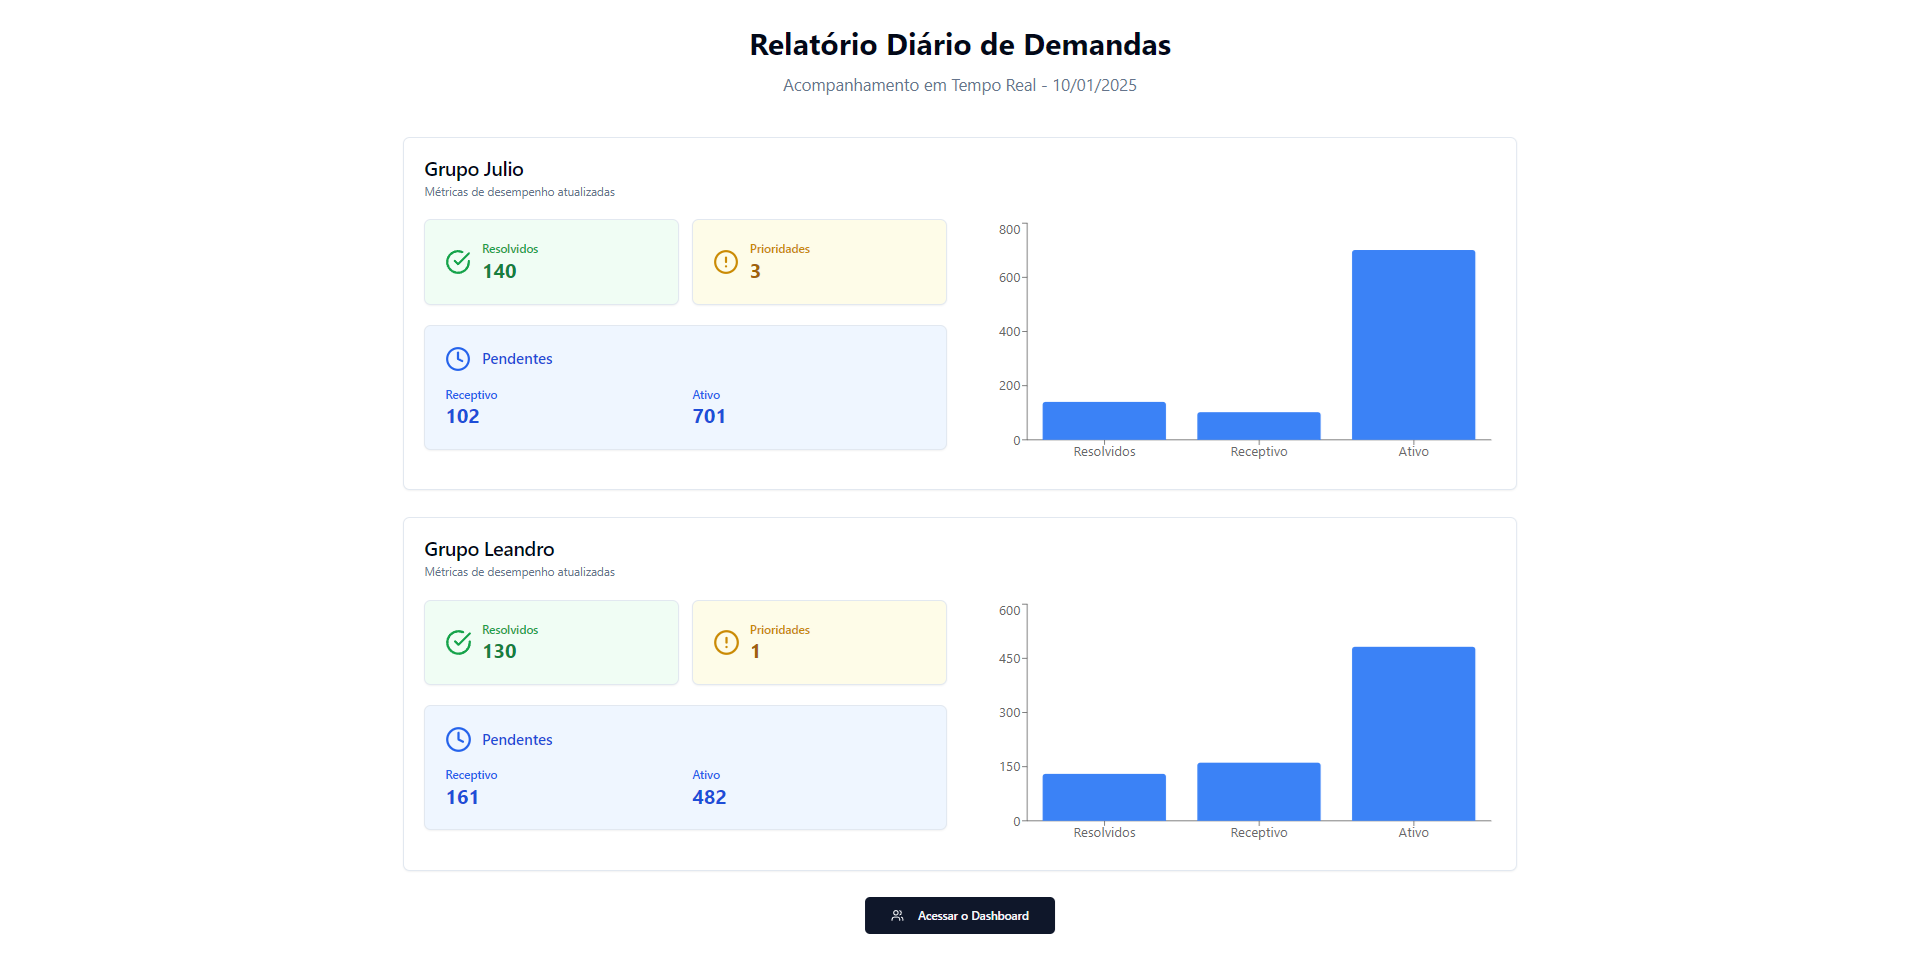 Relatório Diário de Demandas
Acompanhamento em Tempo Real - 10/01/2025
Grupo Julio
Métricas de desempenho atualizadas
Resolvidos
140
Prioridades
3
Pendentes
Receptivo
102
Ativo
701
800
600
400
200
0
Resolvidos
Receptivo
Ativo
Grupo Leandro
Métricas de desempenho atualizadas
Resolvidos
130
Prioridades
1
Pendentes
Receptivo
161
Ativo
482
600
450
300
150
0
Resolvidos
Receptivo
Ativo
Acessar o Dashboard